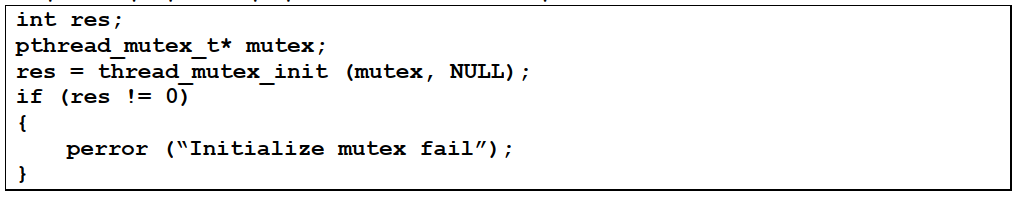 int res;
pthread_mutex_t* mutex;
res = thread_mutex_init (mutex, NULL);
if (res != 0)
{
    perror (“Initialize mutex fail”);
}